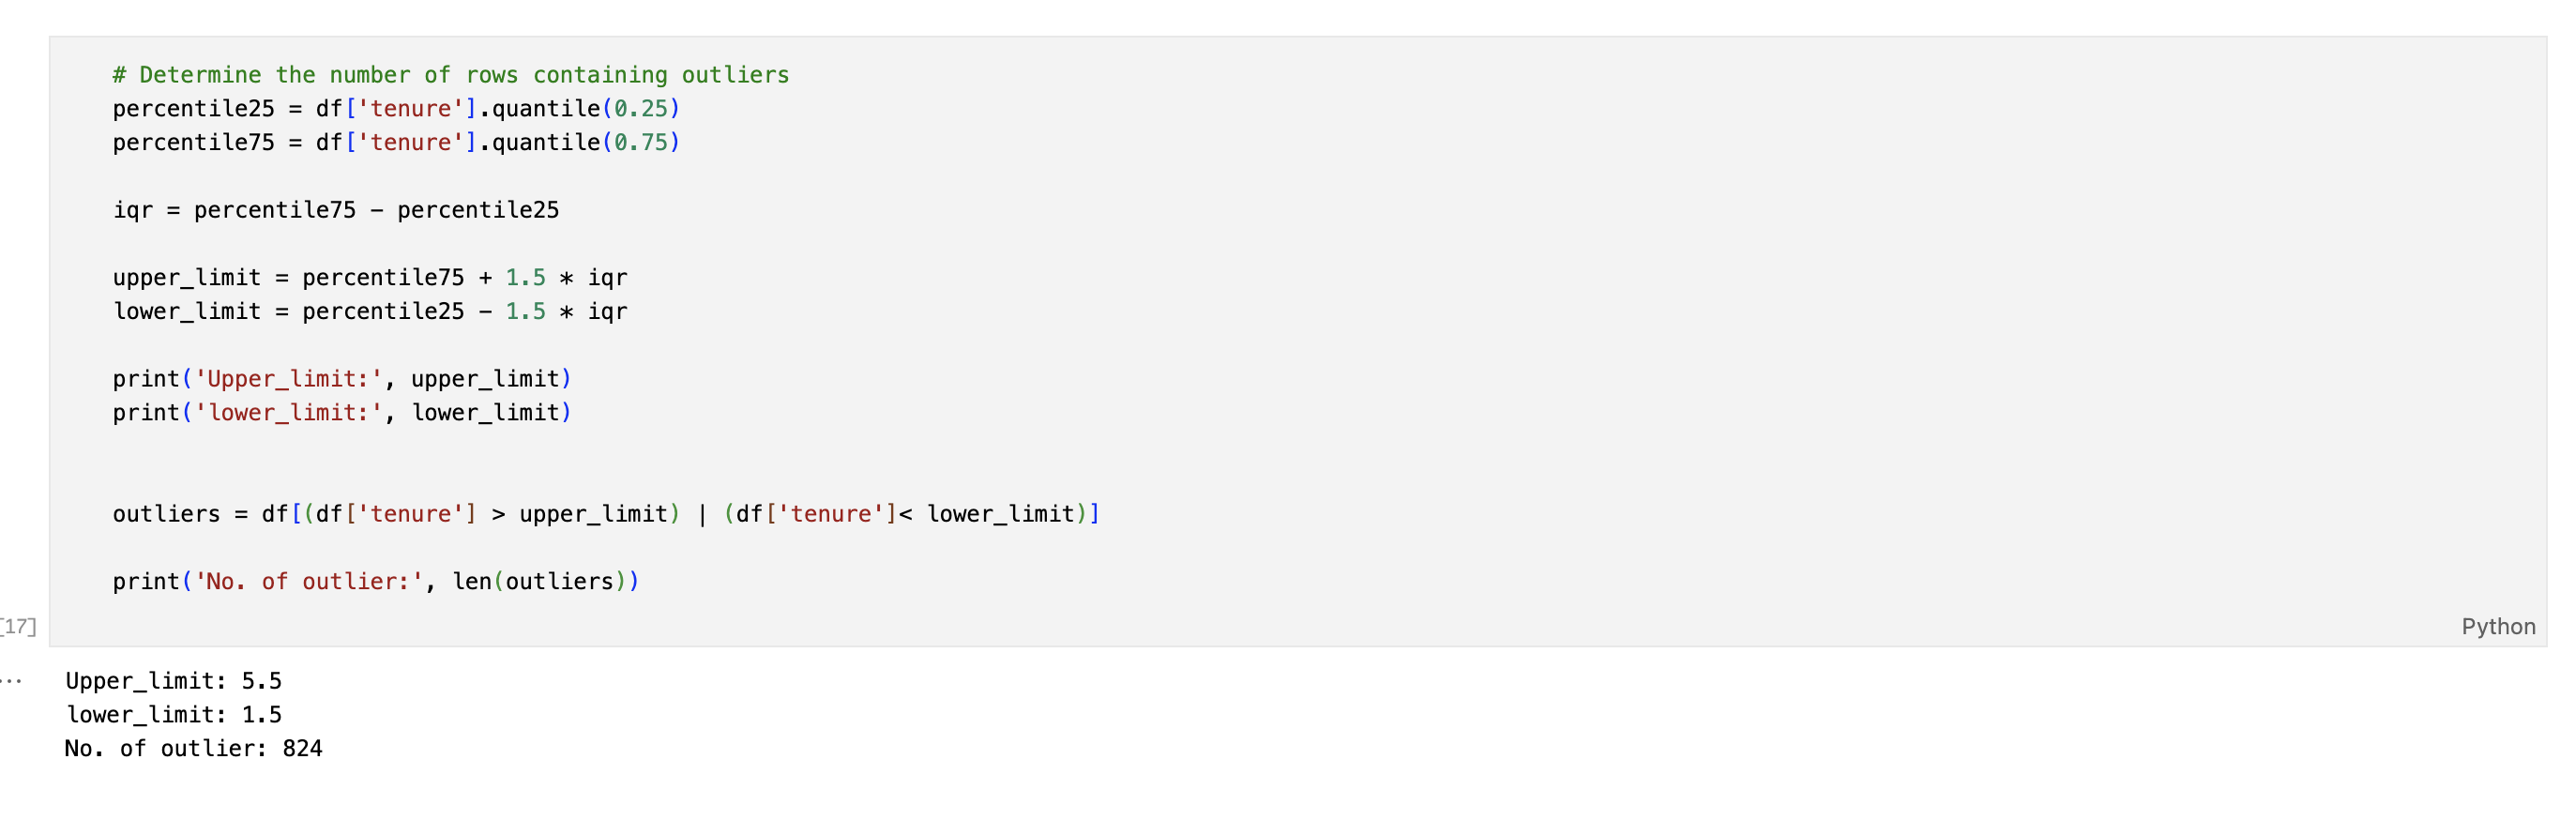 # Determine the number of rows containing outliers
percentile25 = df['tenure'].quantile(0.25)
percentile75 = df['tenure'].quantile(0.75)
iqr = percentile75 - percentile25
upper_limit = percentile75 + 1.5 * iqr
lower_limit = percentile25 - 1.5 * iqr
print('Upper_limit:', upper_limit)
print('lower_limit:', lower_limit)
outliers = df[(df['tenure'] > upper_limit) | (df['tenure']< lower_limit)]
print('No. of outlier:', len(outliers))
[17]
Python
... Upper_limit: 5.5
lower_limit: 1.5
No. of outlier: 824